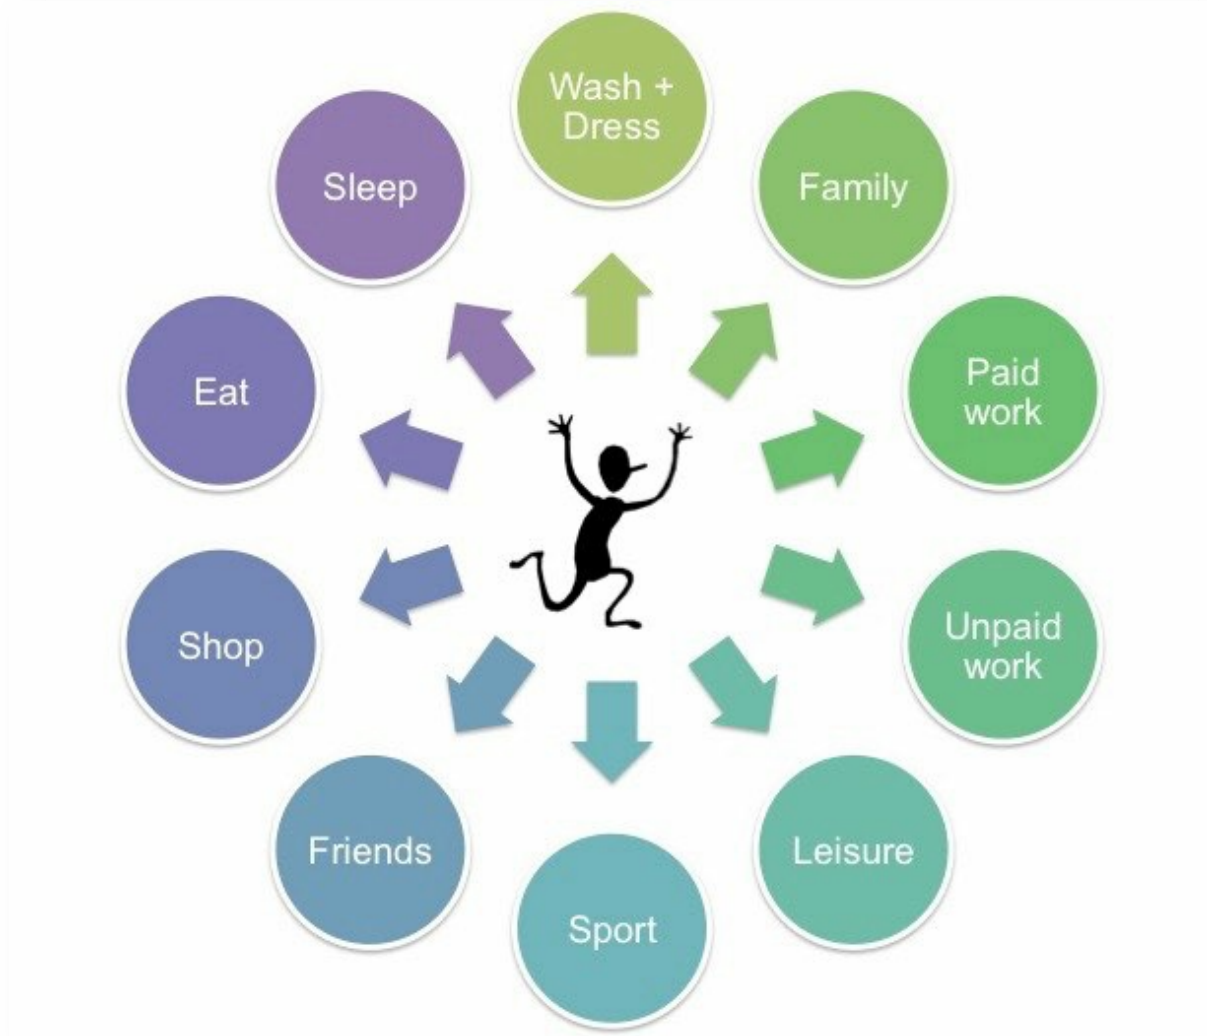 Wash +
Dress
Family
Paid
work
Unpaid
work
Leisure
Sport
Friends
Shop
Eat
Sleep